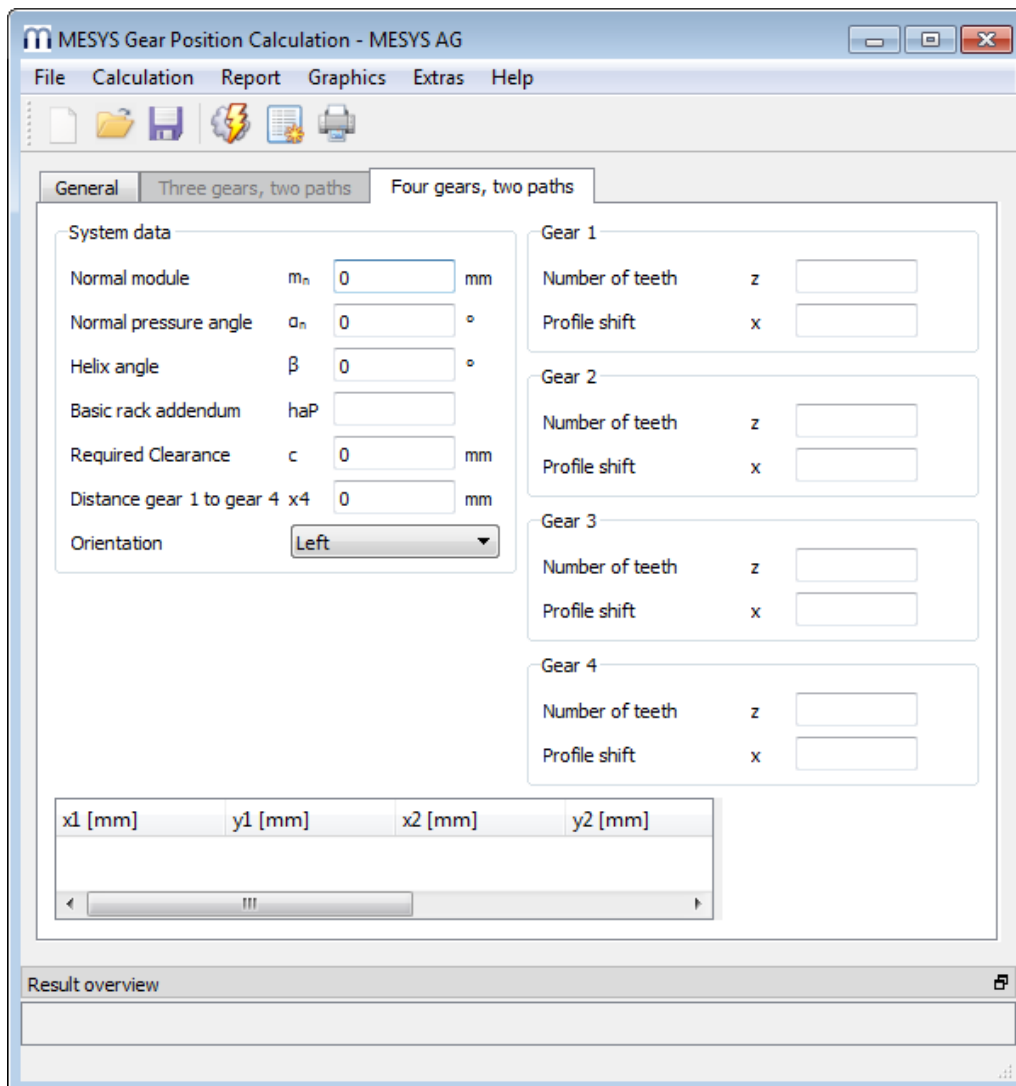 MESYS Gear Position Calculation - MESYS AG
File Calculation Report Graphics Extras Help
General Three gears, two paths Four gears, two paths
System data
Normal module mₙ 0 mm
Normal pressure angle αₙ 0 °
Helix angle β 0 °
Basic rack addendum haP
Required Clearance c 0 mm
Distance gear 1 to gear 4 x4 0 mm
Orientation Left
Gear 1
Number of teeth z
Profile shift x
Gear 2
Number of teeth z
Profile shift x
Gear 3
Number of teeth z
Profile shift x
Gear 4
Number of teeth z
Profile shift x
x1 [mm] y1 [mm] x2 [mm] y2 [mm]
Result overview